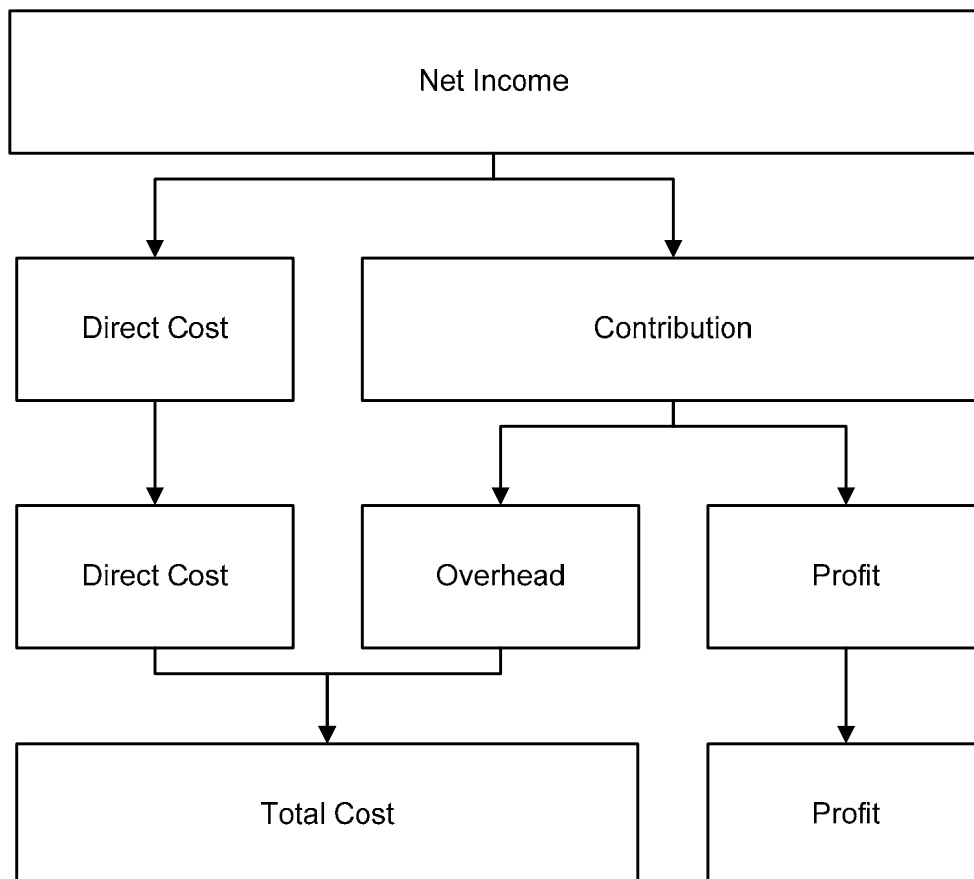 Net Income
Direct Cost
Contribution
Direct Cost
Overhead
Profit
Total Cost
Profit